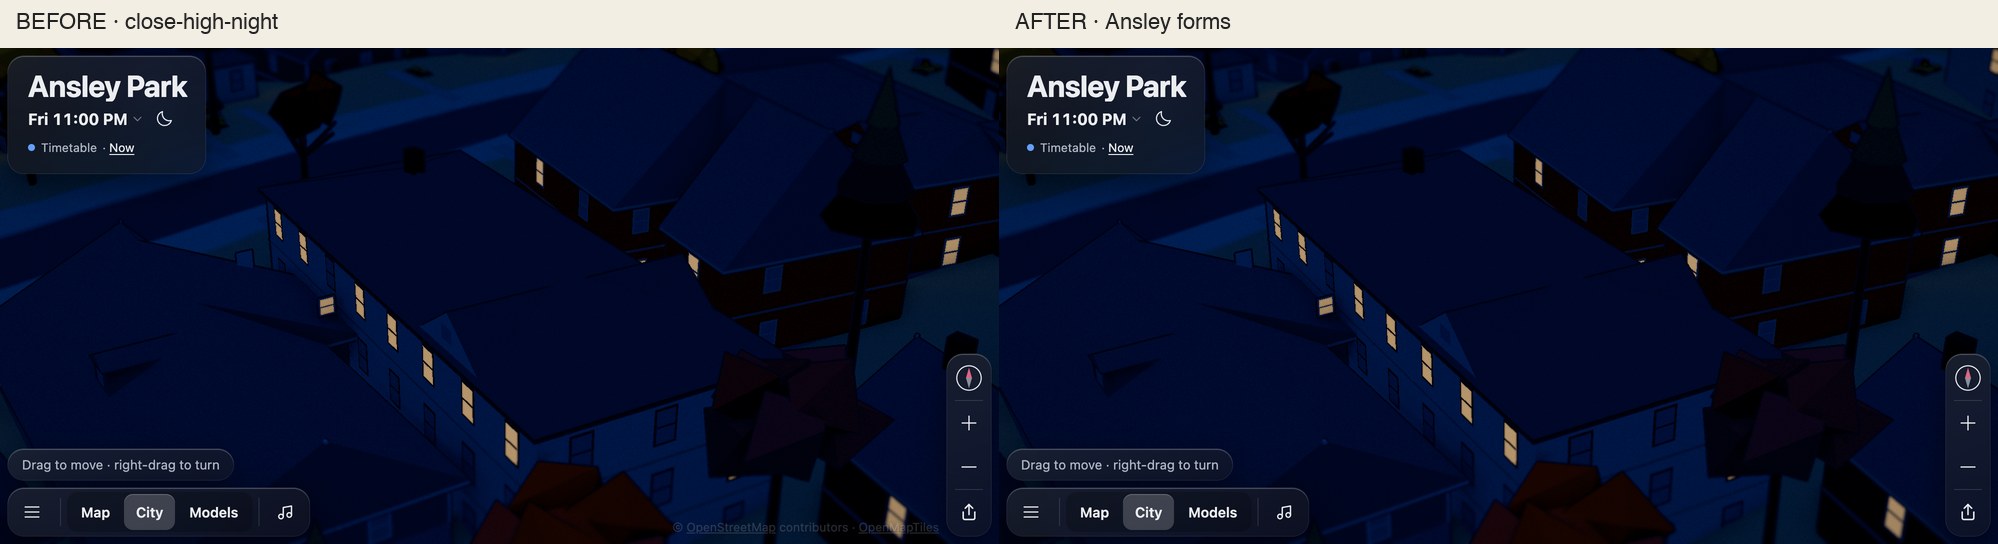 BEFORE · close-high-night
Ansley Park
Fri 11:00 PM
Timetable · Now
Drag to move · right-drag to turn
Map City Models
© OpenStreetMap contributors · OpenMapTiles
AFTER · Ansley forms
Ansley Park
Fri 11:00 PM
Timetable · Now
Drag to move · right-drag to turn
Map City Models